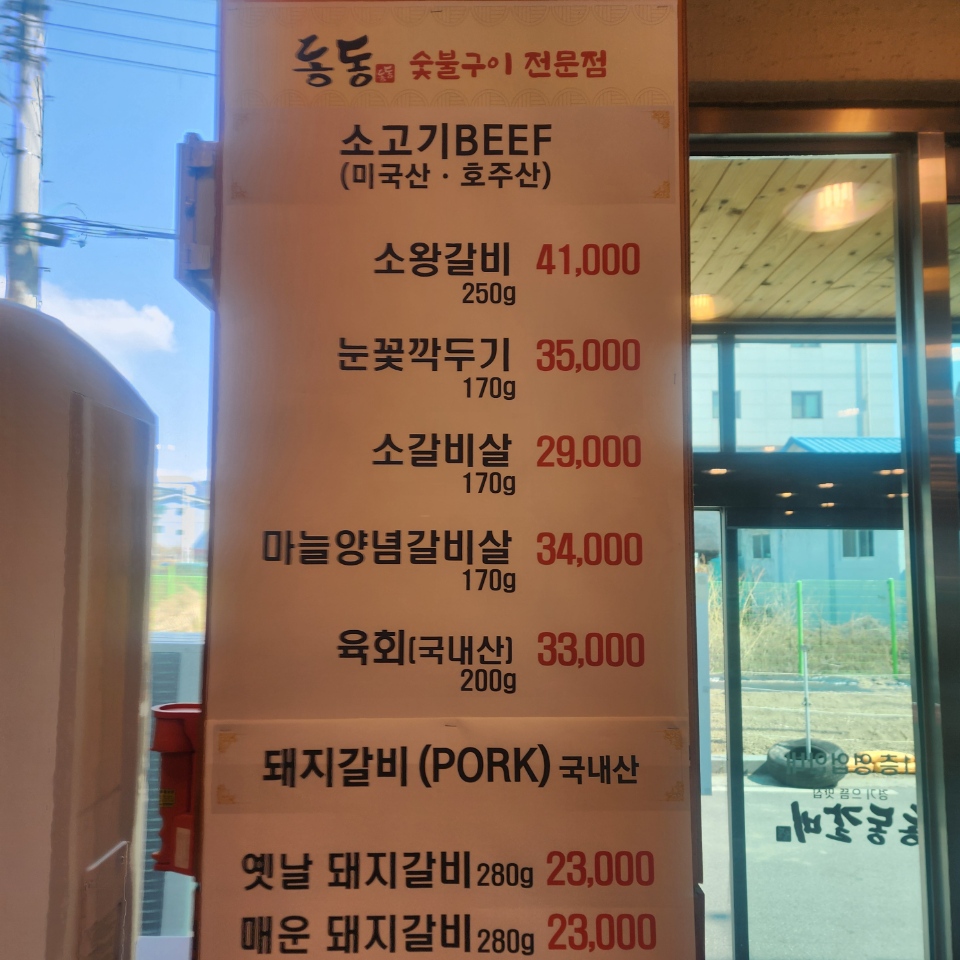 동동 숯불구이 전문점
소고기BEEF
(미국산 · 호주산)
소왕갈비 41,000
250g
눈꽃깍두기 35,000
170g
소갈비살 29,000
170g
마늘양념갈비살 34,000
170g
육회(국내산) 33,000
200g
돼지갈비 (PORK) 국내산
옛날 돼지갈비 280g 23,000
매운 돼지갈비 280g 23,000